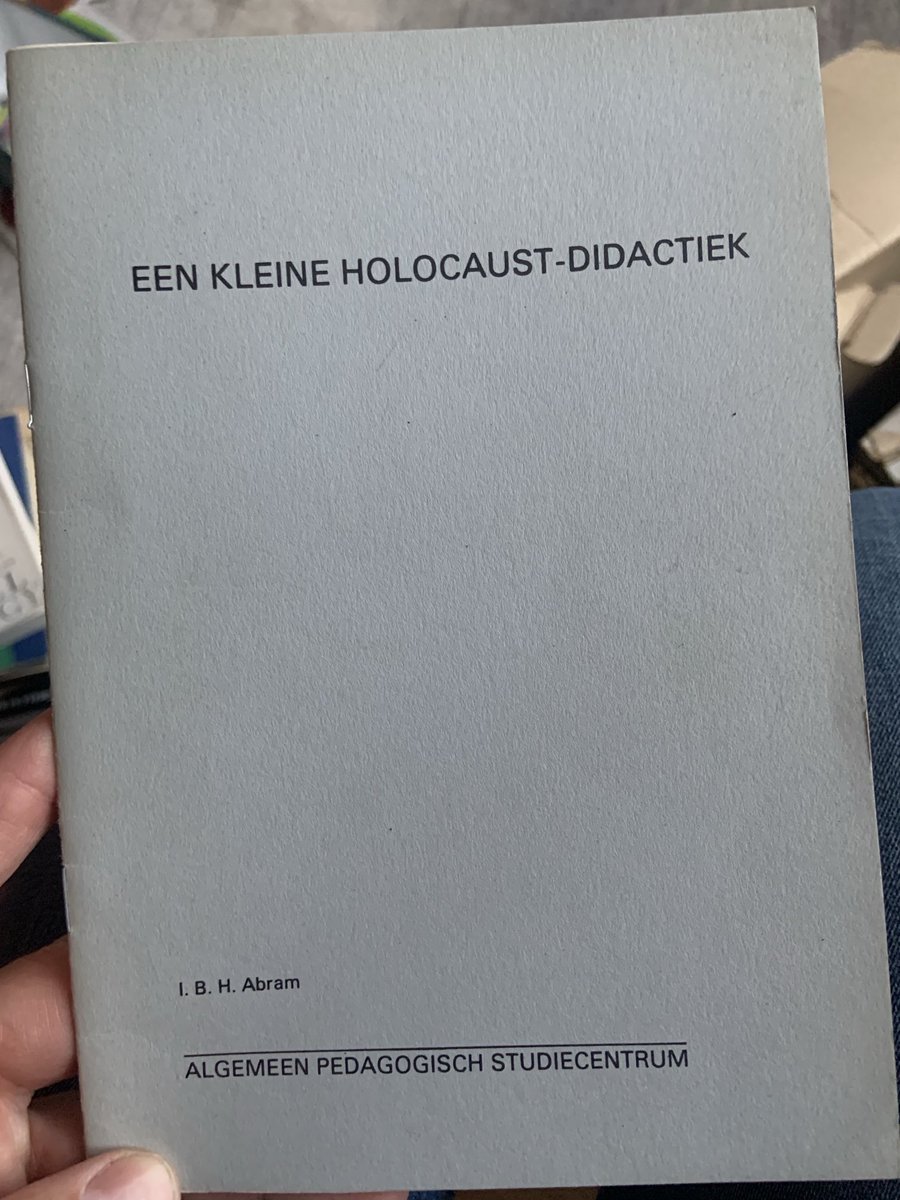 EEN KLEINE HOLOCAUST-DIDACTIEK
I. B. H. Abram
ALGEMEEN PEDAGOGISCH STUDIECENTRUM